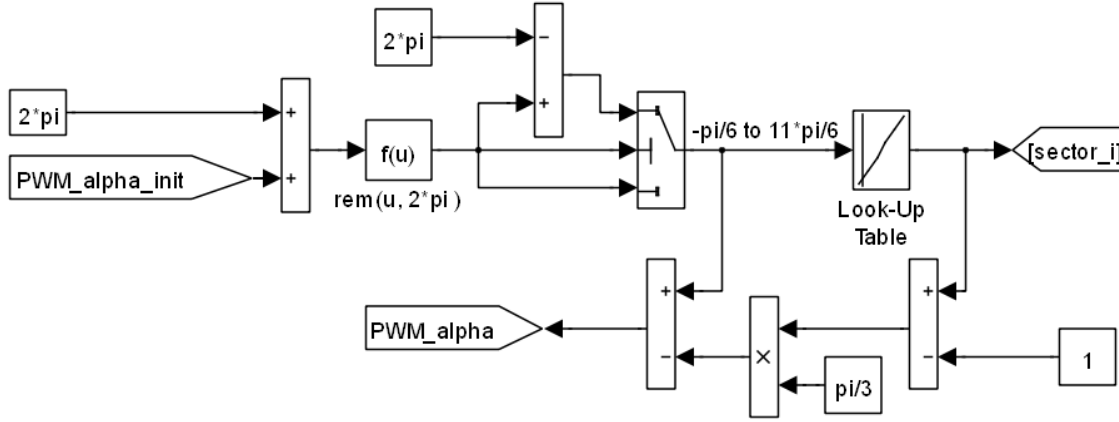 2*pi
−
+
2*pi
+
PWM_alpha_init
+
f(u)
rem(u, 2*pi )
-pi/6 to 11*pi/6
[sector_i]
Look-Up
Table
PWM_alpha
+
−
×
pi/3
+
−
1